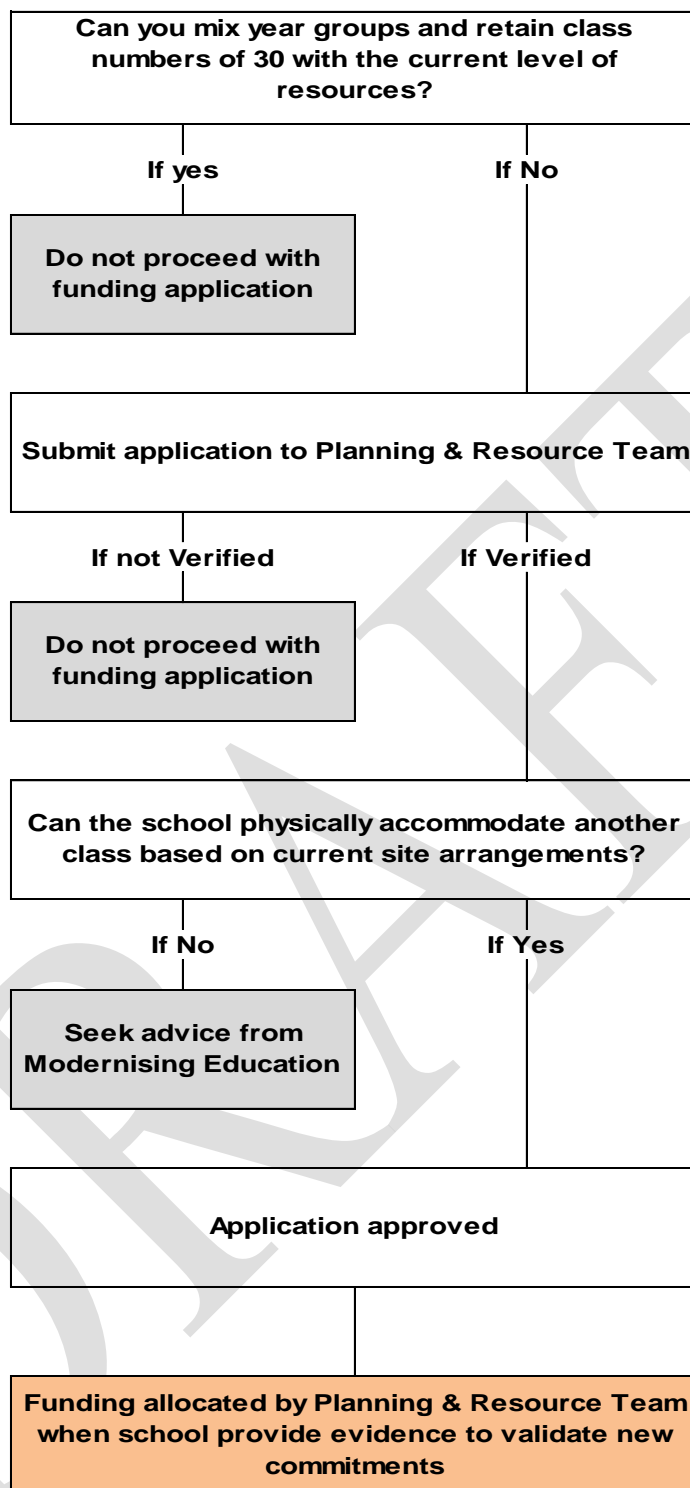 Can you mix year groups and retain class
numbers of 30 with the current level of
resources?
If yes
If No
Do not proceed with
funding application
Submit application to Planning & Resource Team
If not Verified
If Verified
Do not proceed with
funding application
Can the school physically accommodate another
class based on current site arrangements?
If No
If Yes
Seek advice from
Modernising Education
Application approved
Funding allocated by Planning & Resource Team
when school provide evidence to validate new
commitments
DRAFT